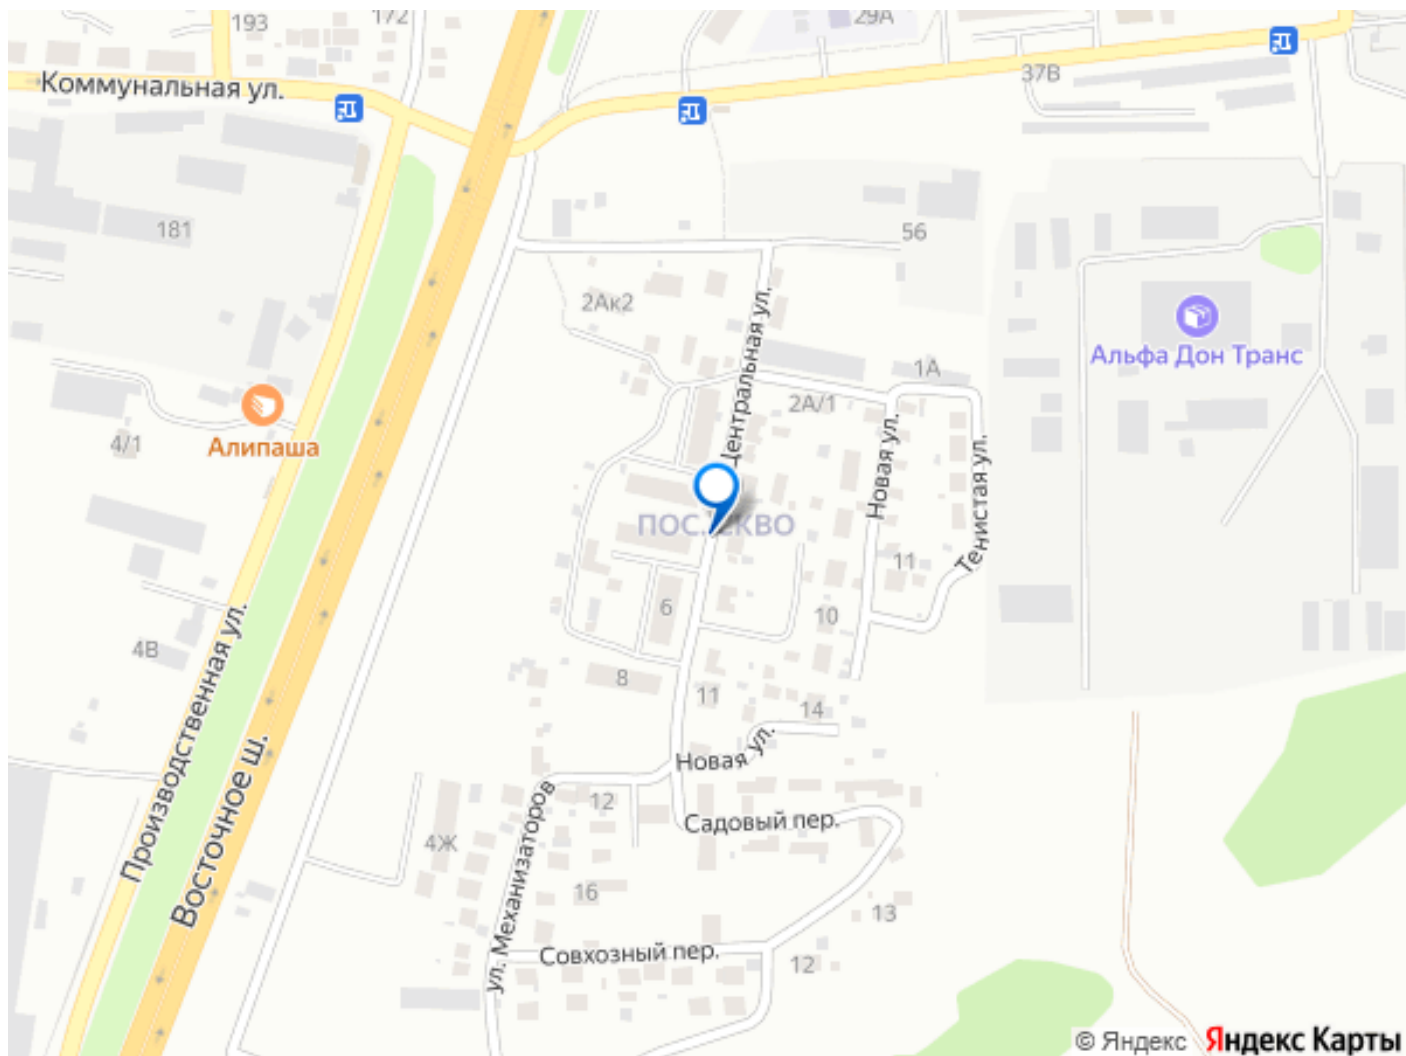 193
172
29А
Коммунальная ул.
37В
181
56
2Ак2
Центральная ул.
Альфа Дон Транс
1А
2А/1
Алипаша
4/1
Новая ул.
Тенистая ул.
11
6
10
4В
8
11
14
Производственная ул.
Восточное ш.
Новая ул.
12
Садовый пер.
4Ж
ул. Механизаторов
16
13
Совхозный пер.
12
© Яндекс Яндекс Карты